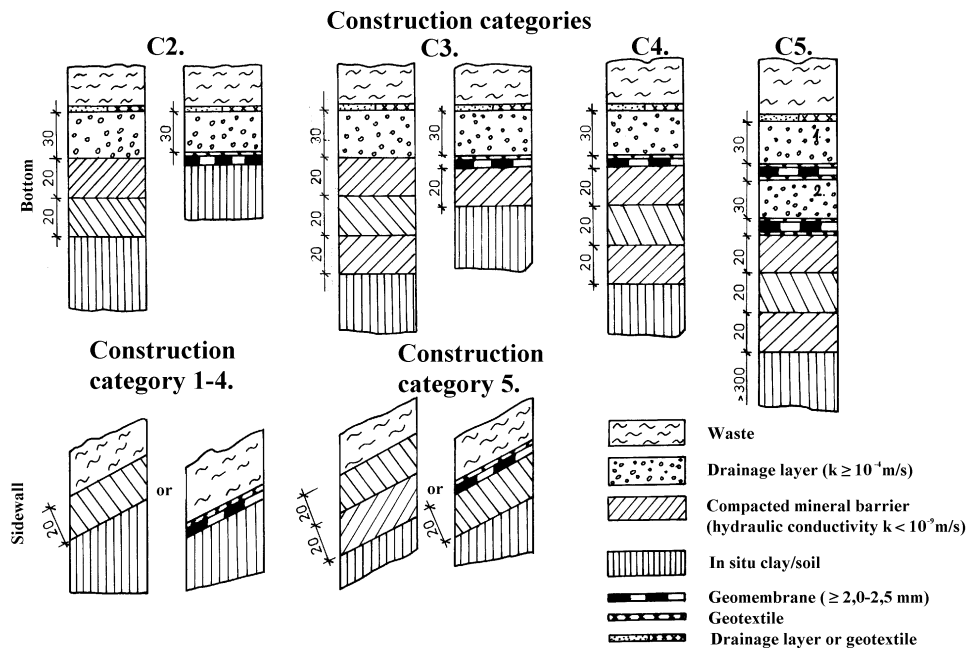 Construction categories
C2.
C3.
C4.
C5.
Bottom
30
20
20
30
30
20
20
20
30
20
30
20
20
20
30
1.
30
2.
20
20
20
>300
Construction
category 1-4.
Construction
category 5.
Sidewall
20
or
20
20
or
20
Waste
Drainage layer (k ≥ 10⁻⁴m/s)
Compacted mineral barrier
(hydraulic conductivity k < 10⁻⁹m/s)
In situ clay/soil
Geomembrane (≥ 2,0-2,5 mm)
Geotextile
Drainage layer or geotextile